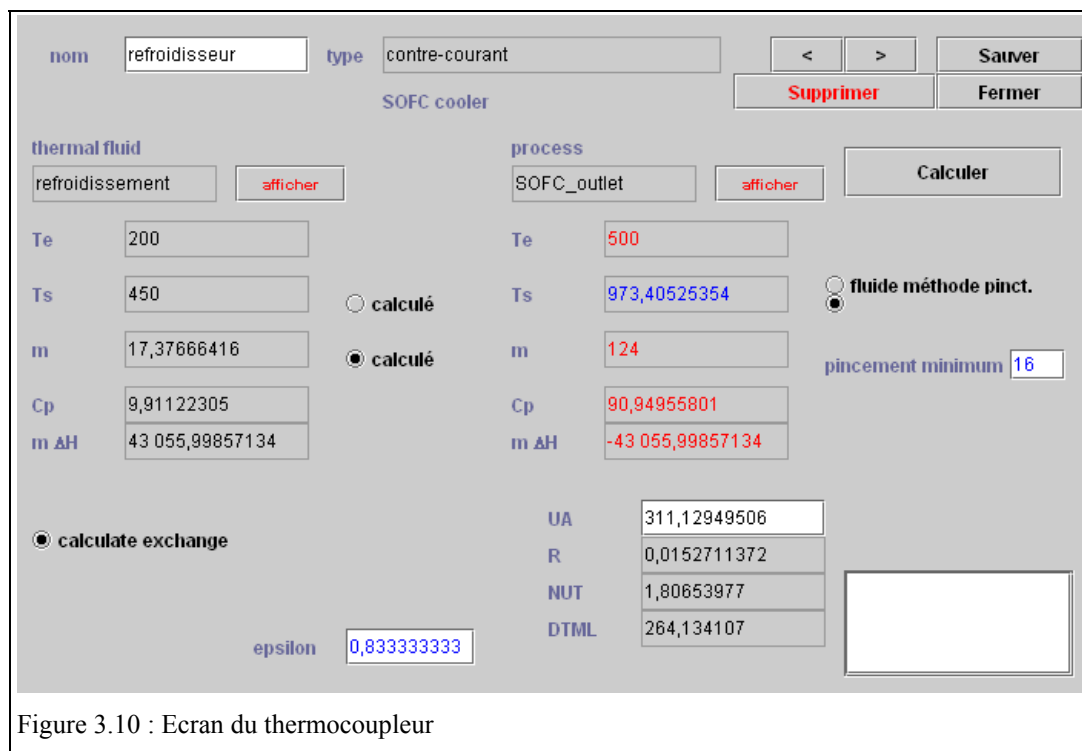 nom refroidisseur type contre-courant < > Sauver
SOFC cooler Supprimer Fermer
thermal fluid process
refroidissement afficher SOFC_outlet afficher Calculer
Te 200 Te 500
Ts 450 calculé Ts 973,40525354 fluide méthode pinct.
m 17,37666416 calculé m 124 pincement minimum 16
Cp 9,91122305 Cp 90,94955801
m ΔH 43 055,99857134 m ΔH -43 055,99857134
UA 311,12949506
calculate exchange R 0,0152711372
NUT 1,80653977
epsilon 0,833333333 DTML 264,134107
Figure 3.10 : Ecran du thermocoupleur